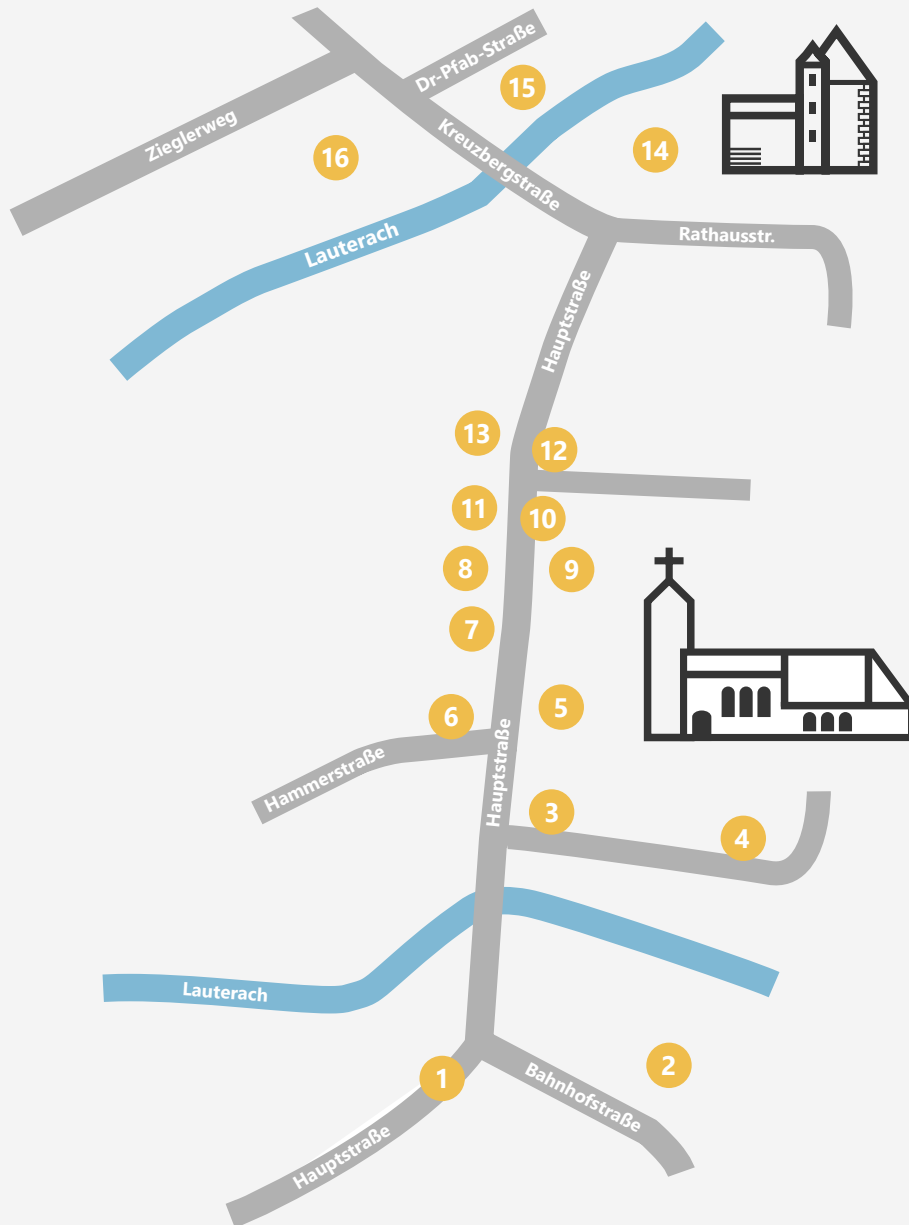 Dr-Pfab-Straße
15
Zieglerweg
Kreuzbergstraße
16
14
Lauterach
Rathausstr.
Hauptstraße
13
12
11
10
8
9
7
6
5
Hammerstraße
Hauptstraße
3
4
Lauterach
1
2
Bahnhofstraße
Hauptstraße